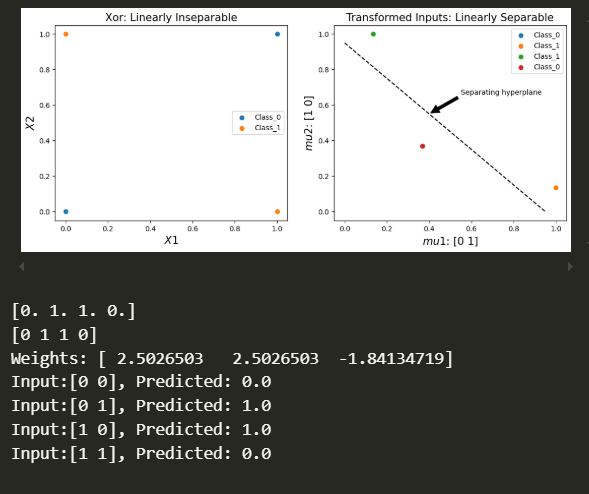 Xor: Linearly Inseparable
1.0
0.8
0.6
0.4
0.2
0.0
X2
Class_0
Class_1
0.0 0.2 0.4 0.6 0.8 1.0
X1
Transformed Inputs: Linearly Separable
1.0
0.8
0.6
0.4
0.2
0.0
mu2: [1 0]
Class_0
Class_1
Class_1
Class_0
Separating hyperplane
0.0 0.2 0.4 0.6 0.8 1.0
mu1: [0 1]
[0. 1. 1. 0.]
[0 1 1 0]
Weights: [ 2.5026503   2.5026503  -1.84134719]
Input:[0 0], Predicted: 0.0
Input:[0 1], Predicted: 1.0
Input:[1 0], Predicted: 1.0
Input:[1 1], Predicted: 0.0